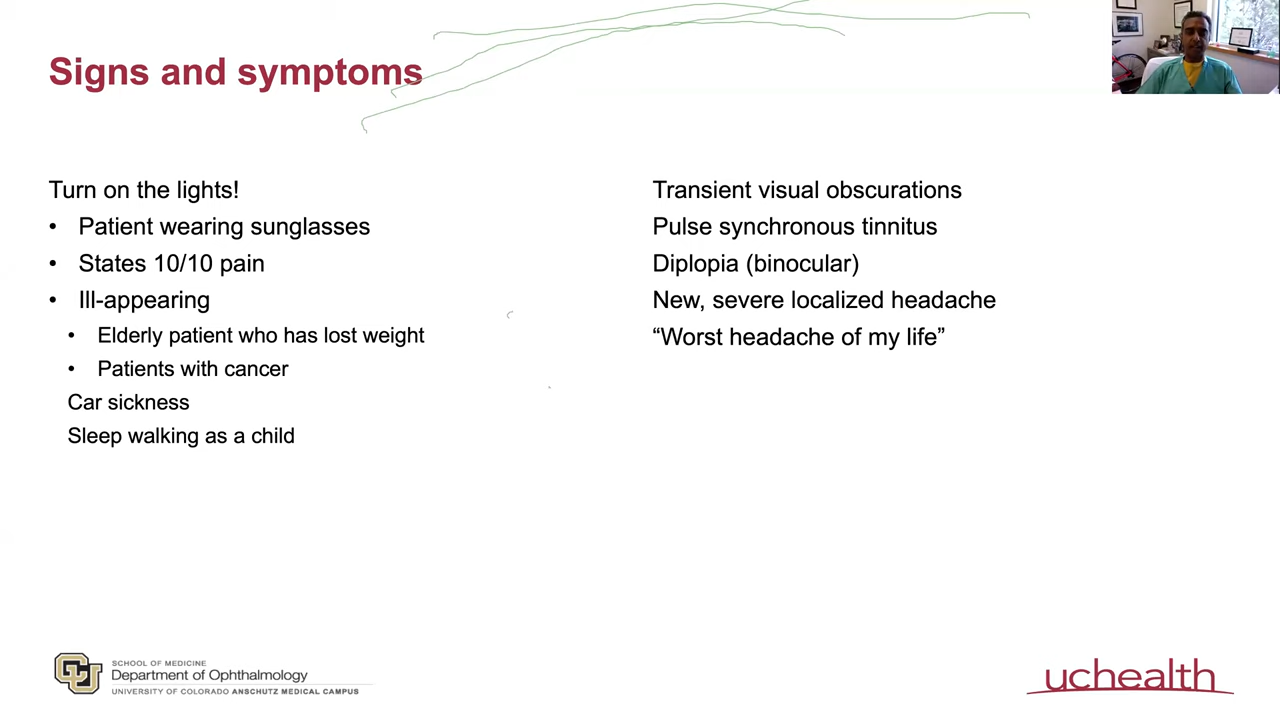 Signs and symptoms
Turn on the lights!
• Patient wearing sunglasses
• States 10/10 pain
• Ill-appearing
• Elderly patient who has lost weight
• Patients with cancer
Car sickness
Sleep walking as a child
Transient visual obscurations
Pulse synchronous tinnitus
Diplopia (binocular)
New, severe localized headache
“Worst headache of my life”
CU
SCHOOL OF MEDICINE
Department of Ophthalmology
UNIVERSITY OF COLORADO ANSCHUTZ MEDICAL CAMPUS
uchealth